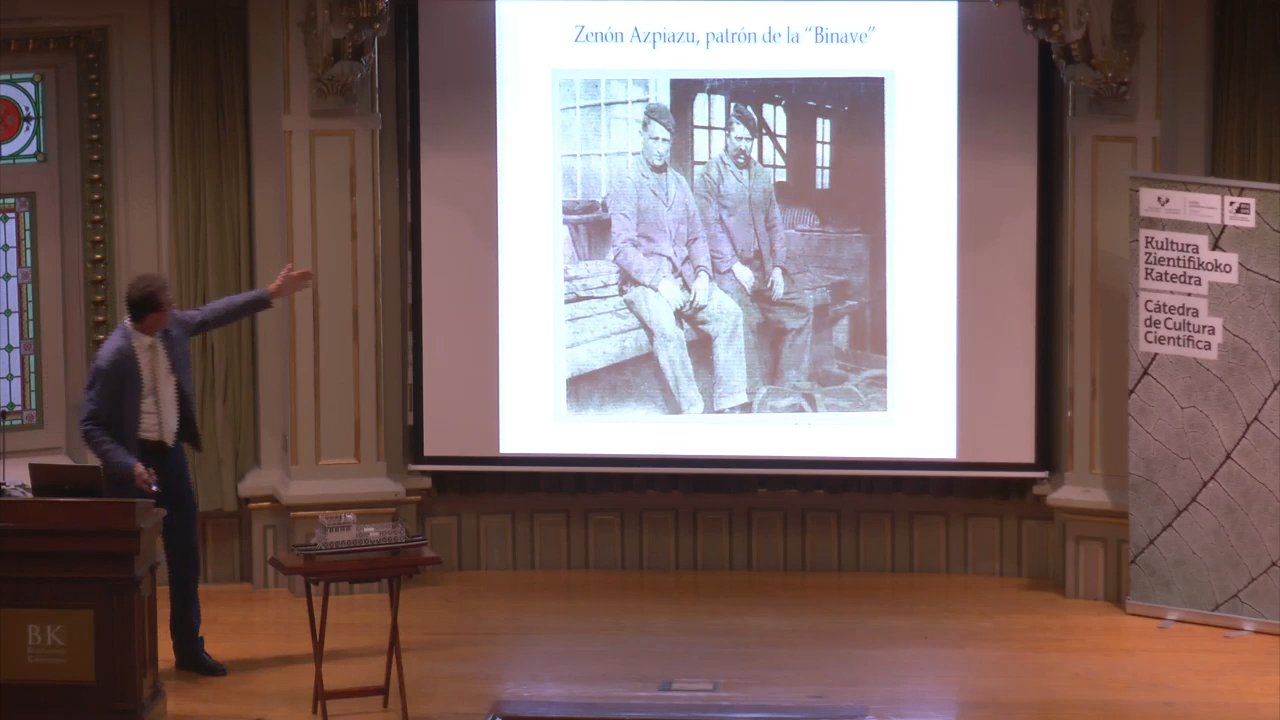 Zenón Azpiazu, patrón de la “Binave”
Kultura
Zientifikoko
Katedra
Cátedra
de Cultura
Científica
BK